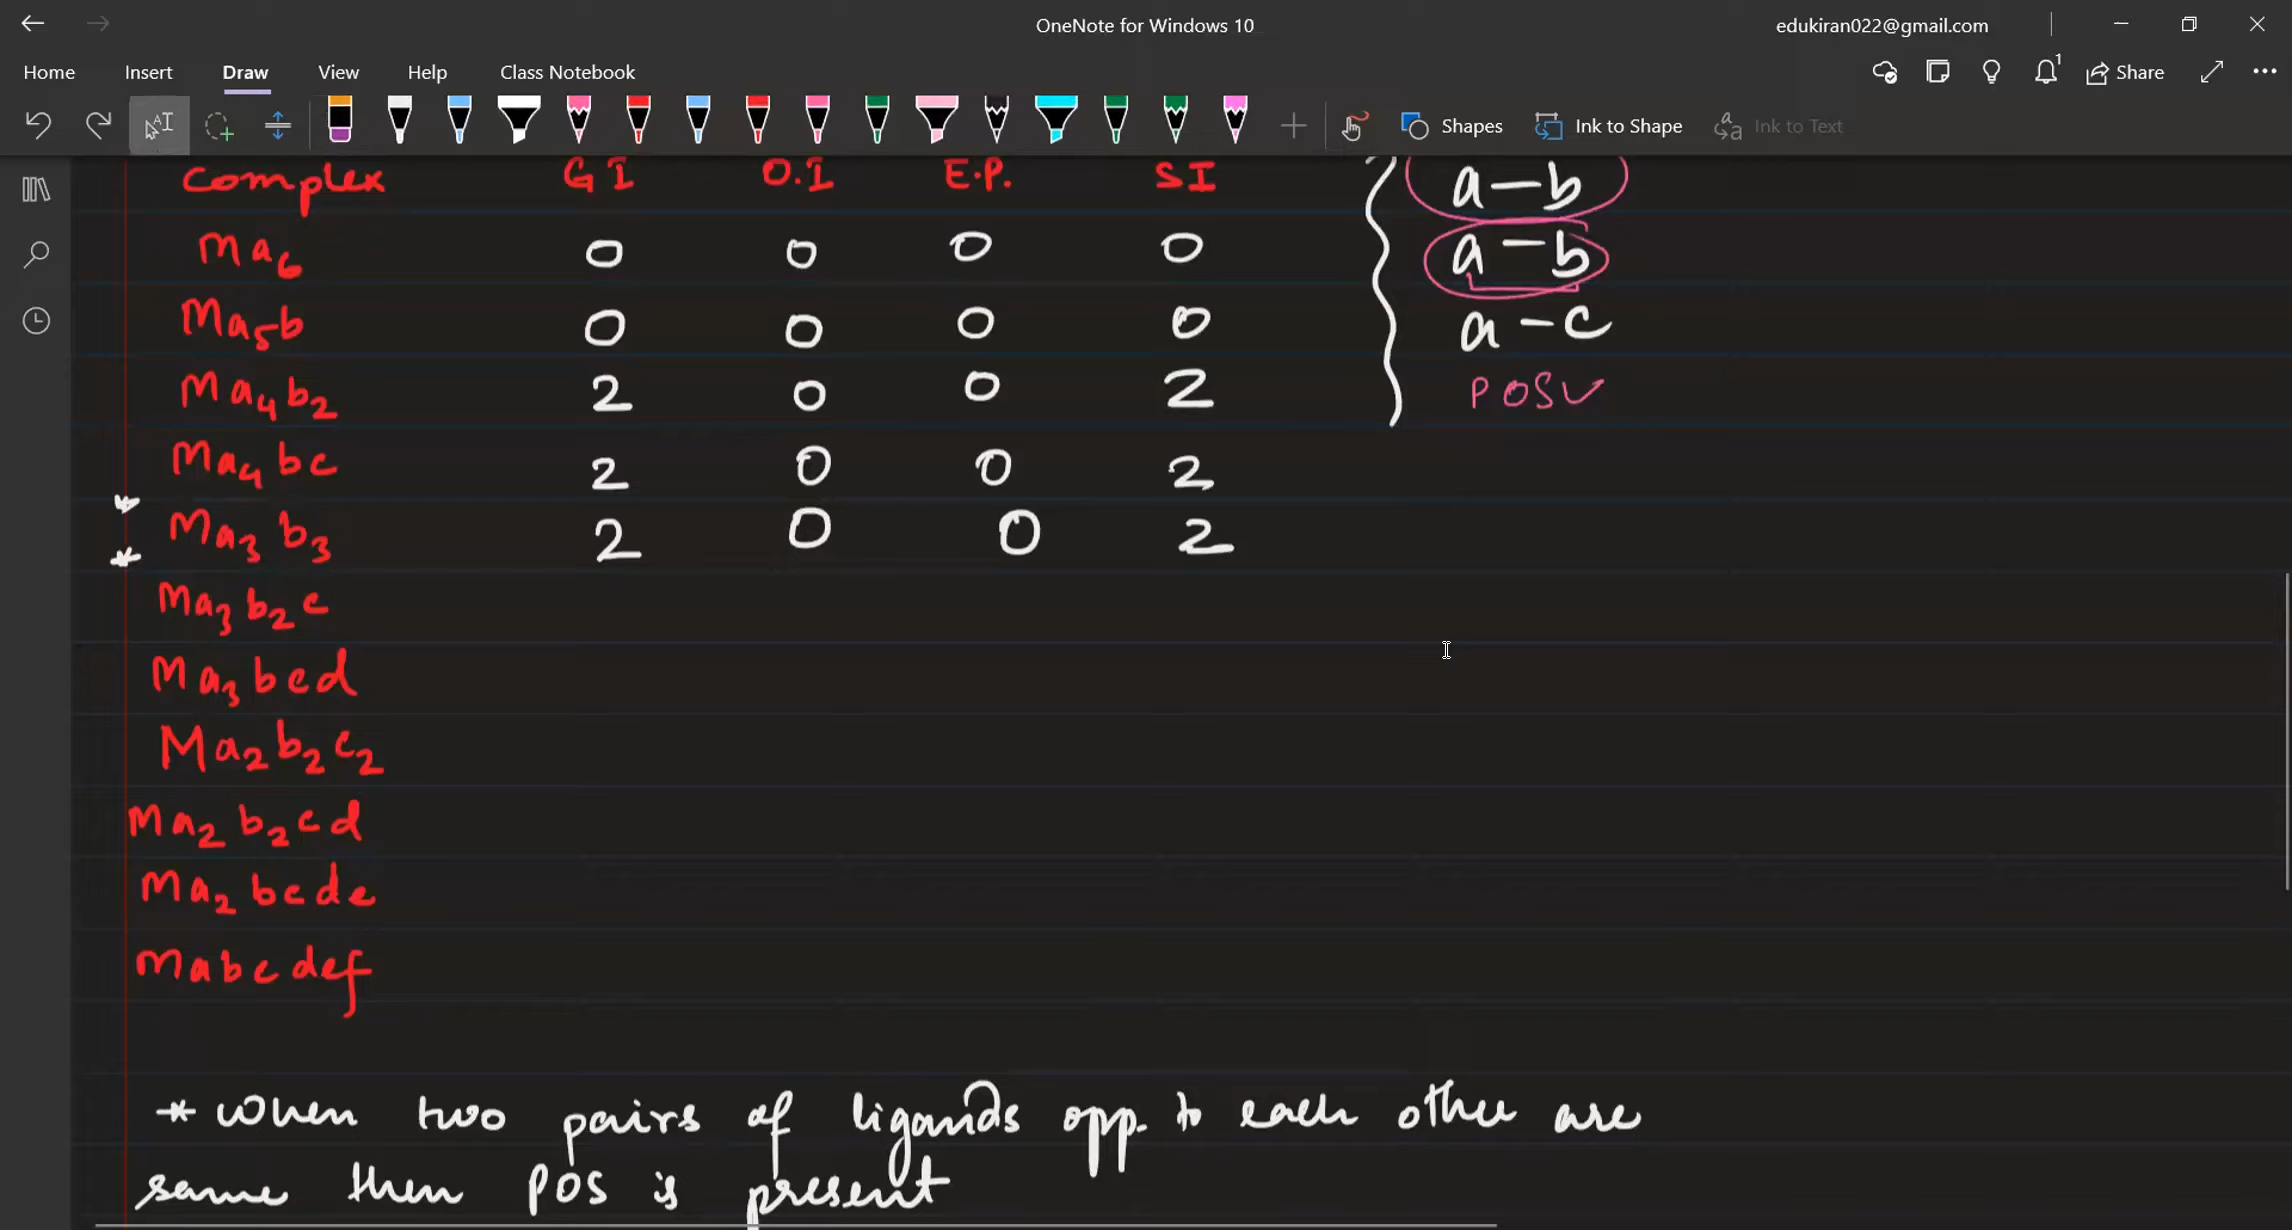 OneNote for Windows 10
edukiran022@gmail.com
Home Insert Draw View Help Class Notebook
1
Share
Shapes Ink to Shape Ink to Text
Complex GI O.I E.P. SI
a-b
Ma6 0 0 0 0
a-b
Ma5b 0 0 0 0
a-c
Ma4b2 2 0 0 2
POS✓
Ma4bc 2 0 0 2
* Ma3b3 2 0 0 2
*
Ma3b2c
Ma3bcd
Ma2b2c2
Ma2b2cd
Ma2bcde
Mabcdef
* when two pairs of ligands opp. to each other are
same then POS is present